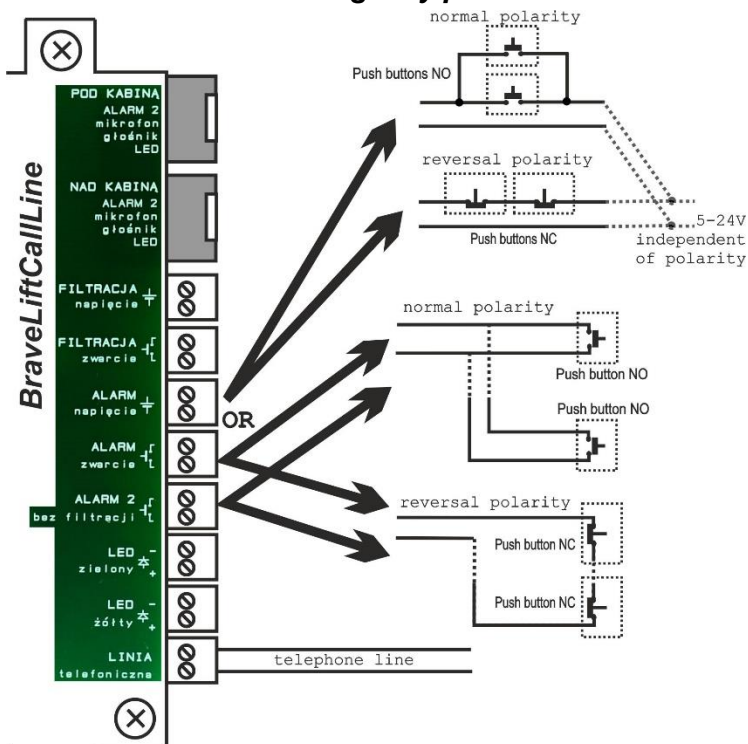 normal polarity
Push buttons NO
reversal polarity
Push buttons NC
5-24V
independent
of polarity
BraveLiftCallLine
POD KABINĄ
ALARM 2
mikrofon
głośnik
LED
NAD KABINĄ
ALARM 2
mikrofon
głośnik
LED
FILTRACJA
napięcie
FILTRACJA
zwarcie
ALARM
napięcie
OR
ALARM
zwarcie
ALARM 2
bez filtracji
LED -
zielony +
LED -
żółty +
LINIA
telefoniczna
normal polarity
Push button NO
Push button NO
reversal polarity
Push button NC
Push button NC
telephone line